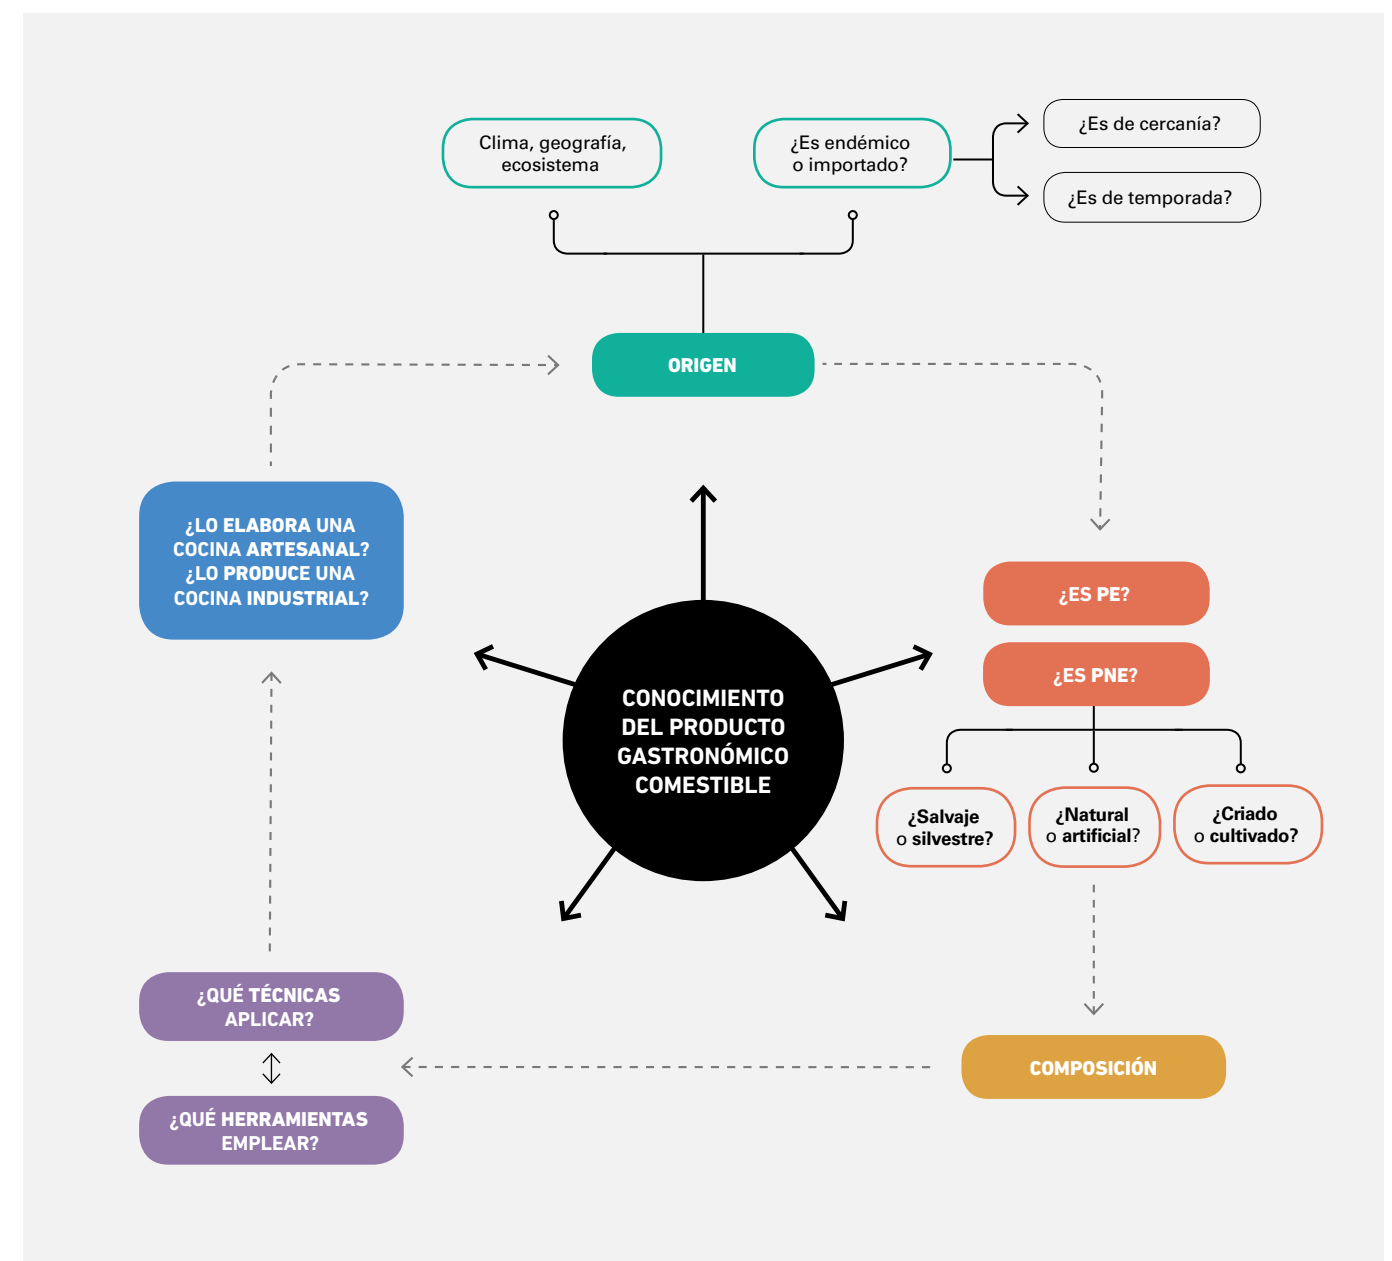 Clima, geografía,
ecosistema
¿Es endémico
o importado?
¿Es de cercanía?
¿Es de temporada?
ORIGEN
¿LO ELABORA UNA
COCINA ARTESANAL?
¿LO PRODUCE UNA
COCINA INDUSTRIAL?
¿ES PE?
¿ES PNE?
CONOCIMIENTO
DEL PRODUCTO
GASTRONÓMICO
COMESTIBLE
¿Salvaje
o silvestre?
¿Natural
o artificial?
¿Criado
o cultivado?
¿QUÉ TÉCNICAS
APLICAR?
COMPOSICIÓN
¿QUÉ HERRAMIENTAS
EMPLEAR?